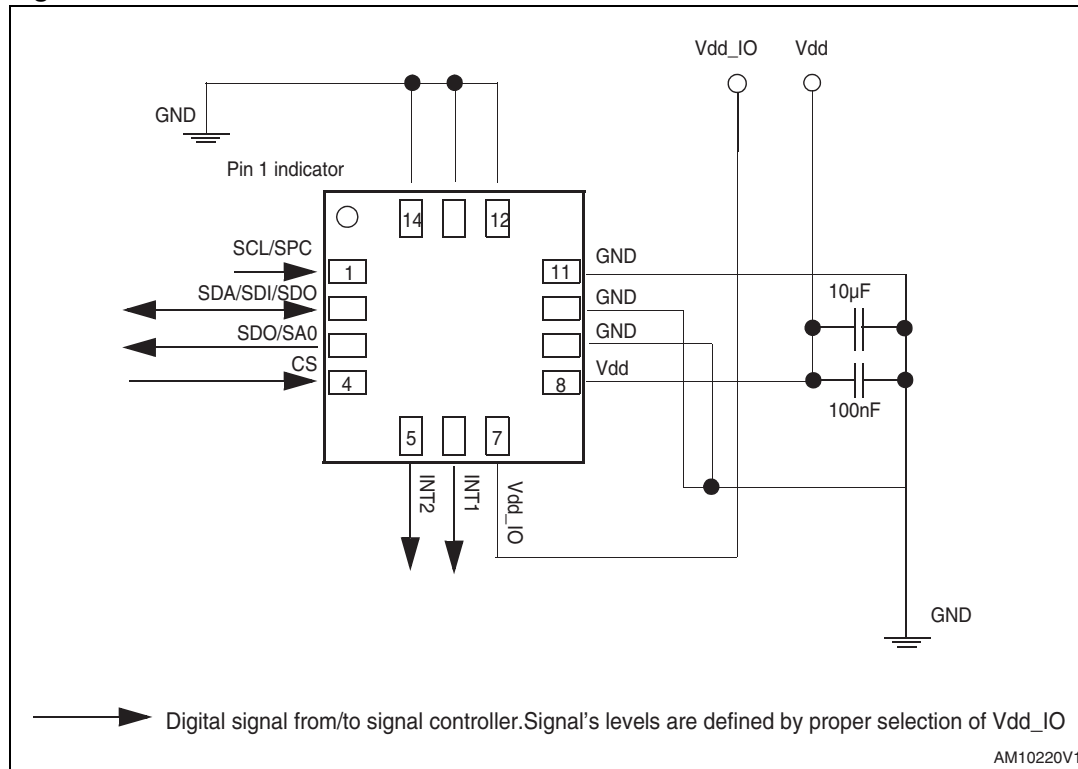 Vdd_IO Vdd
GND
Pin 1 indicator
14 12
SCL/SPC
1
SDA/SDI/SDO
SDO/SA0
CS
4
11
GND
GND
GND
Vdd
8
10µF
100nF
5 7
INT2
INT1
Vdd_IO
GND
Digital signal from/to signal controller.Signal's levels are defined by proper selection of Vdd_IO
AM10220V1